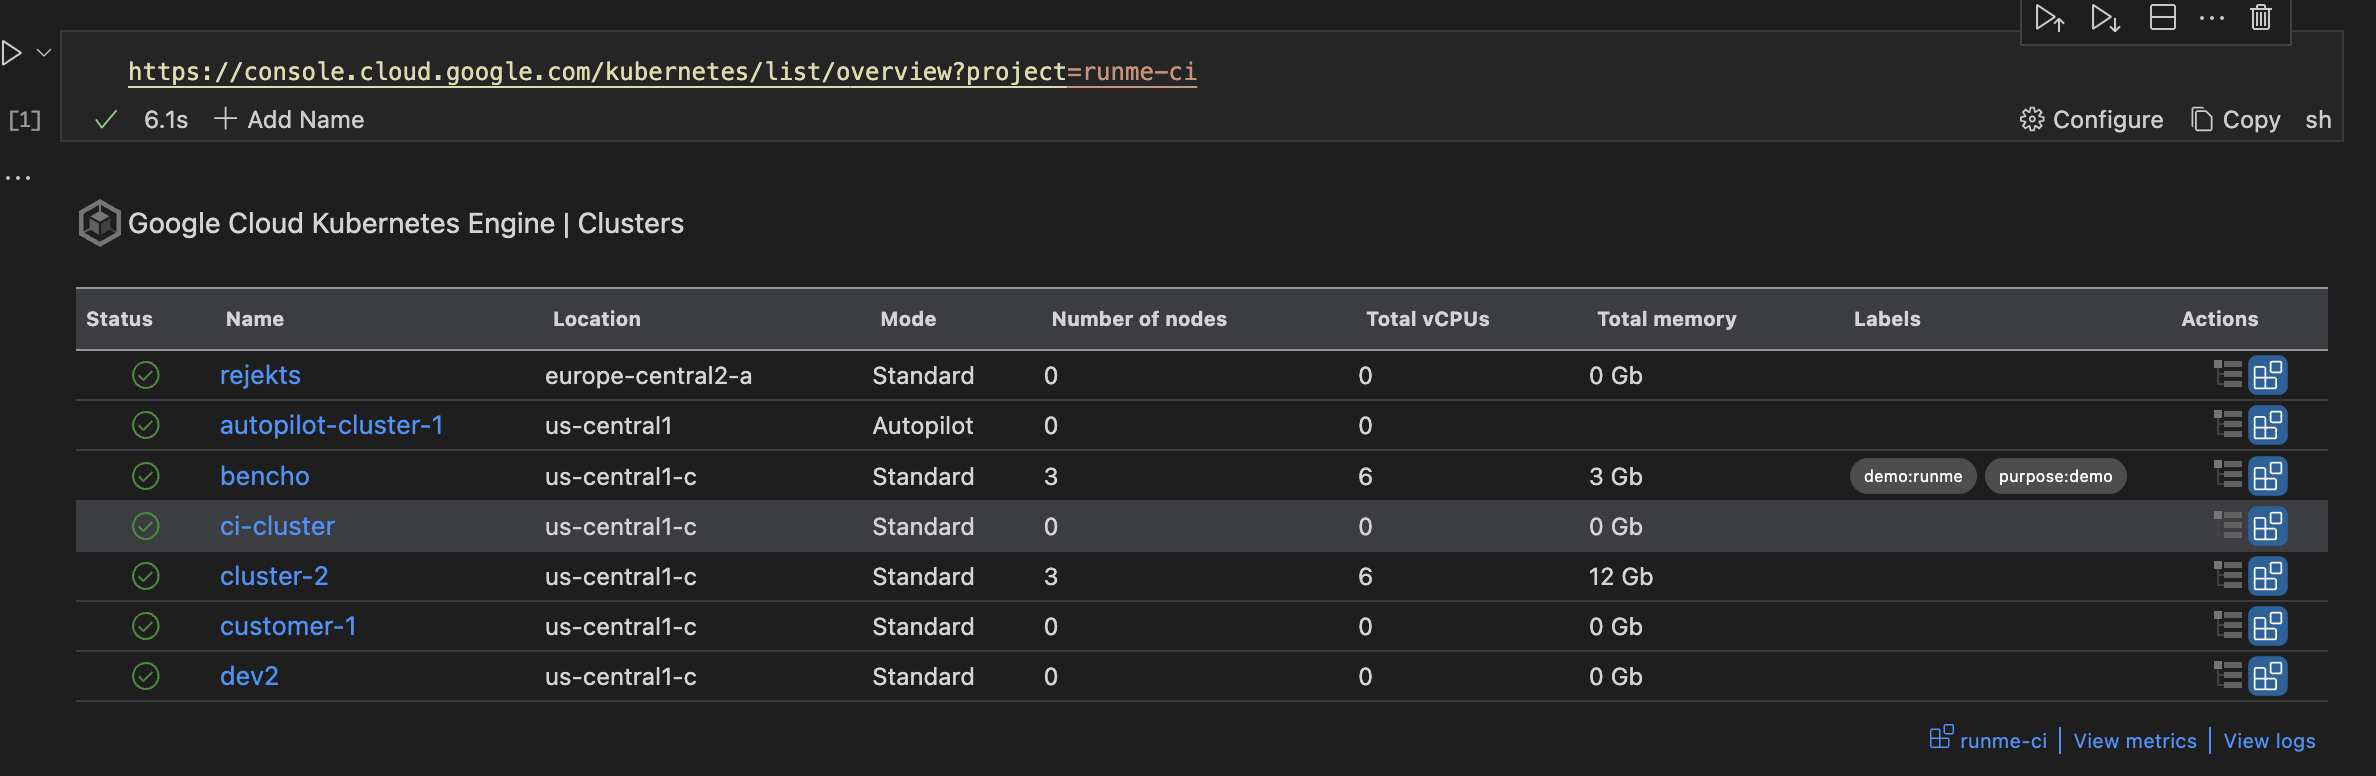 https://console.cloud.google.com/kubernetes/list/overview?project=runme-ci
[1] 6.1s Add Name Configure Copy sh
...
Google Cloud Kubernetes Engine | Clusters
Status Name Location Mode Number of nodes Total vCPUs Total memory Labels Actions
rejekts europe-central2-a Standard 0 0 0 Gb
autopilot-cluster-1 us-central1 Autopilot 0 0
bencho us-central1-c Standard 3 6 3 Gb demo:runme purpose:demo
ci-cluster us-central1-c Standard 0 0 0 Gb
cluster-2 us-central1-c Standard 3 6 12 Gb
customer-1 us-central1-c Standard 0 0 0 Gb
dev2 us-central1-c Standard 0 0 0 Gb
runme-ci | View metrics | View logs